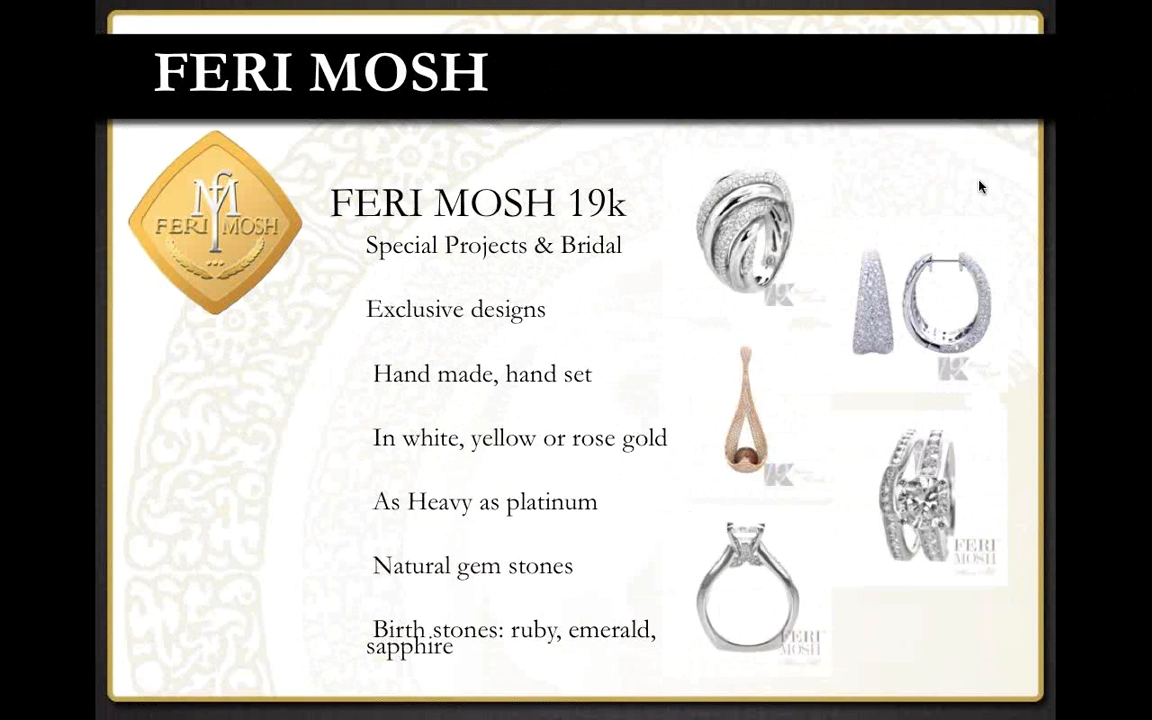 FERI MOSH
FERI MOSH
FERI MOSH 19k
Special Projects & Bridal
Exclusive designs
Hand made, hand set
In white, yellow or rose gold
As Heavy as platinum
Natural gem stones
Birth stones: ruby, emerald,
sapphire
K
K
K
FERI
MOSH
FERI
MOSH